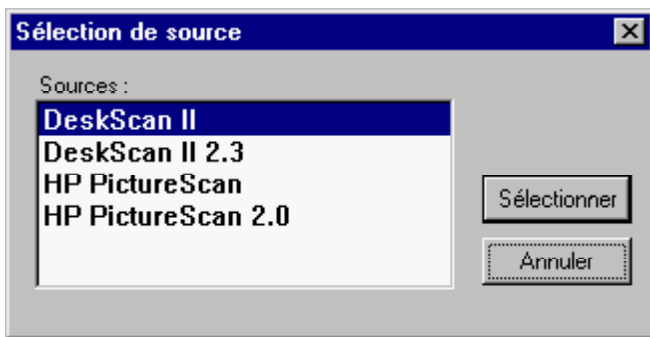 Sélection de source
Sources :
DeskScan II
DeskScan II 2.3
HP PictureScan
HP PictureScan 2.0
Sélectionner
Annuler